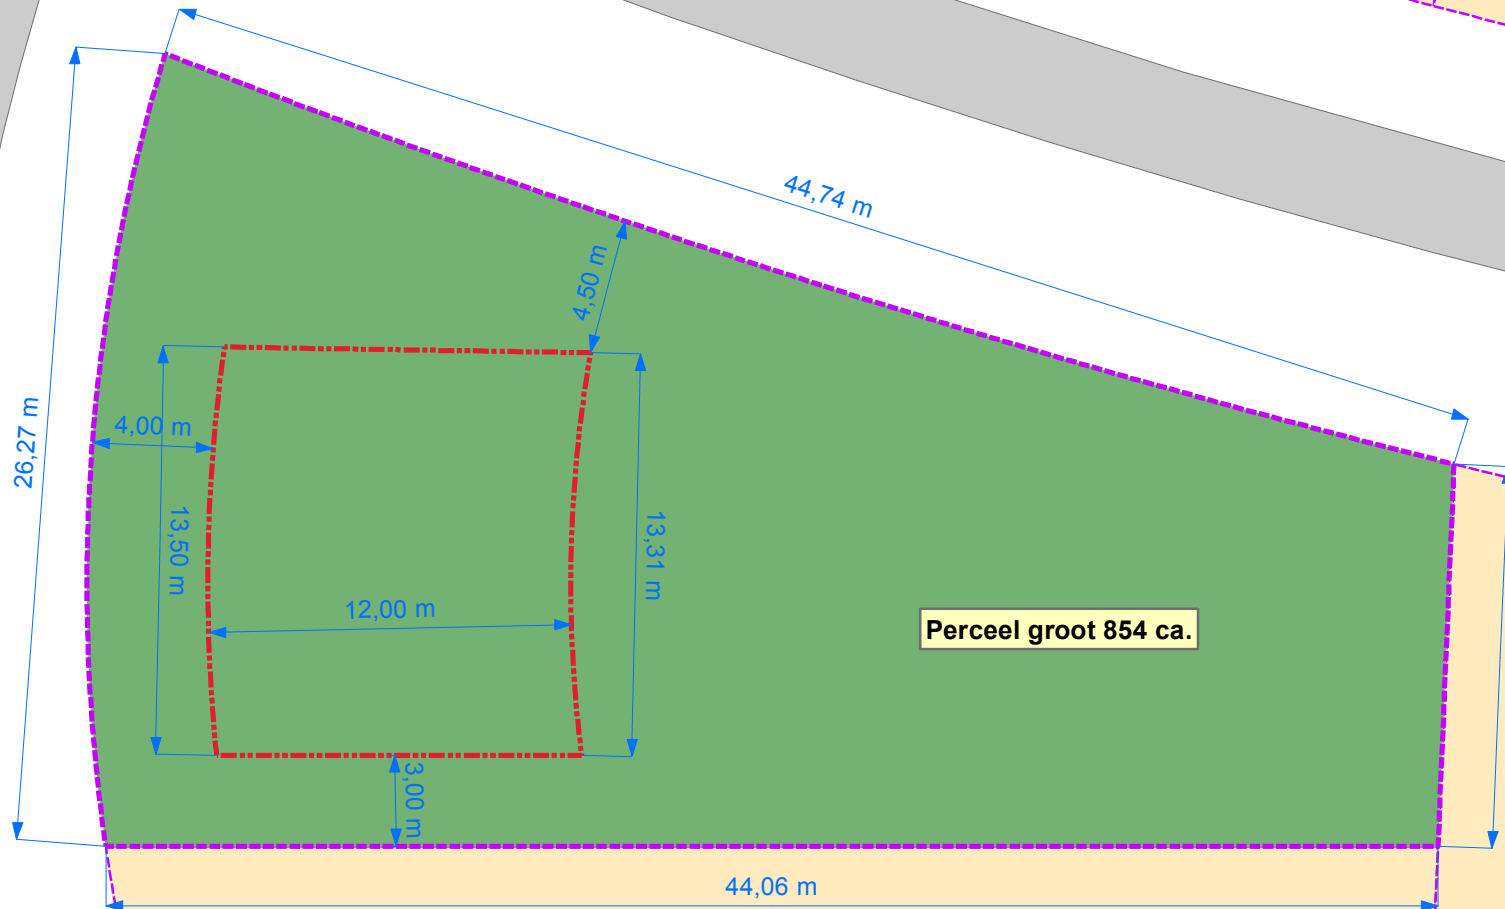 44,74 m
4,50 m
26,27 m
4,00 m
13,50 m
13,31 m
12,00 m
Perceel groot 854 ca.
3,00 m
44,06 m